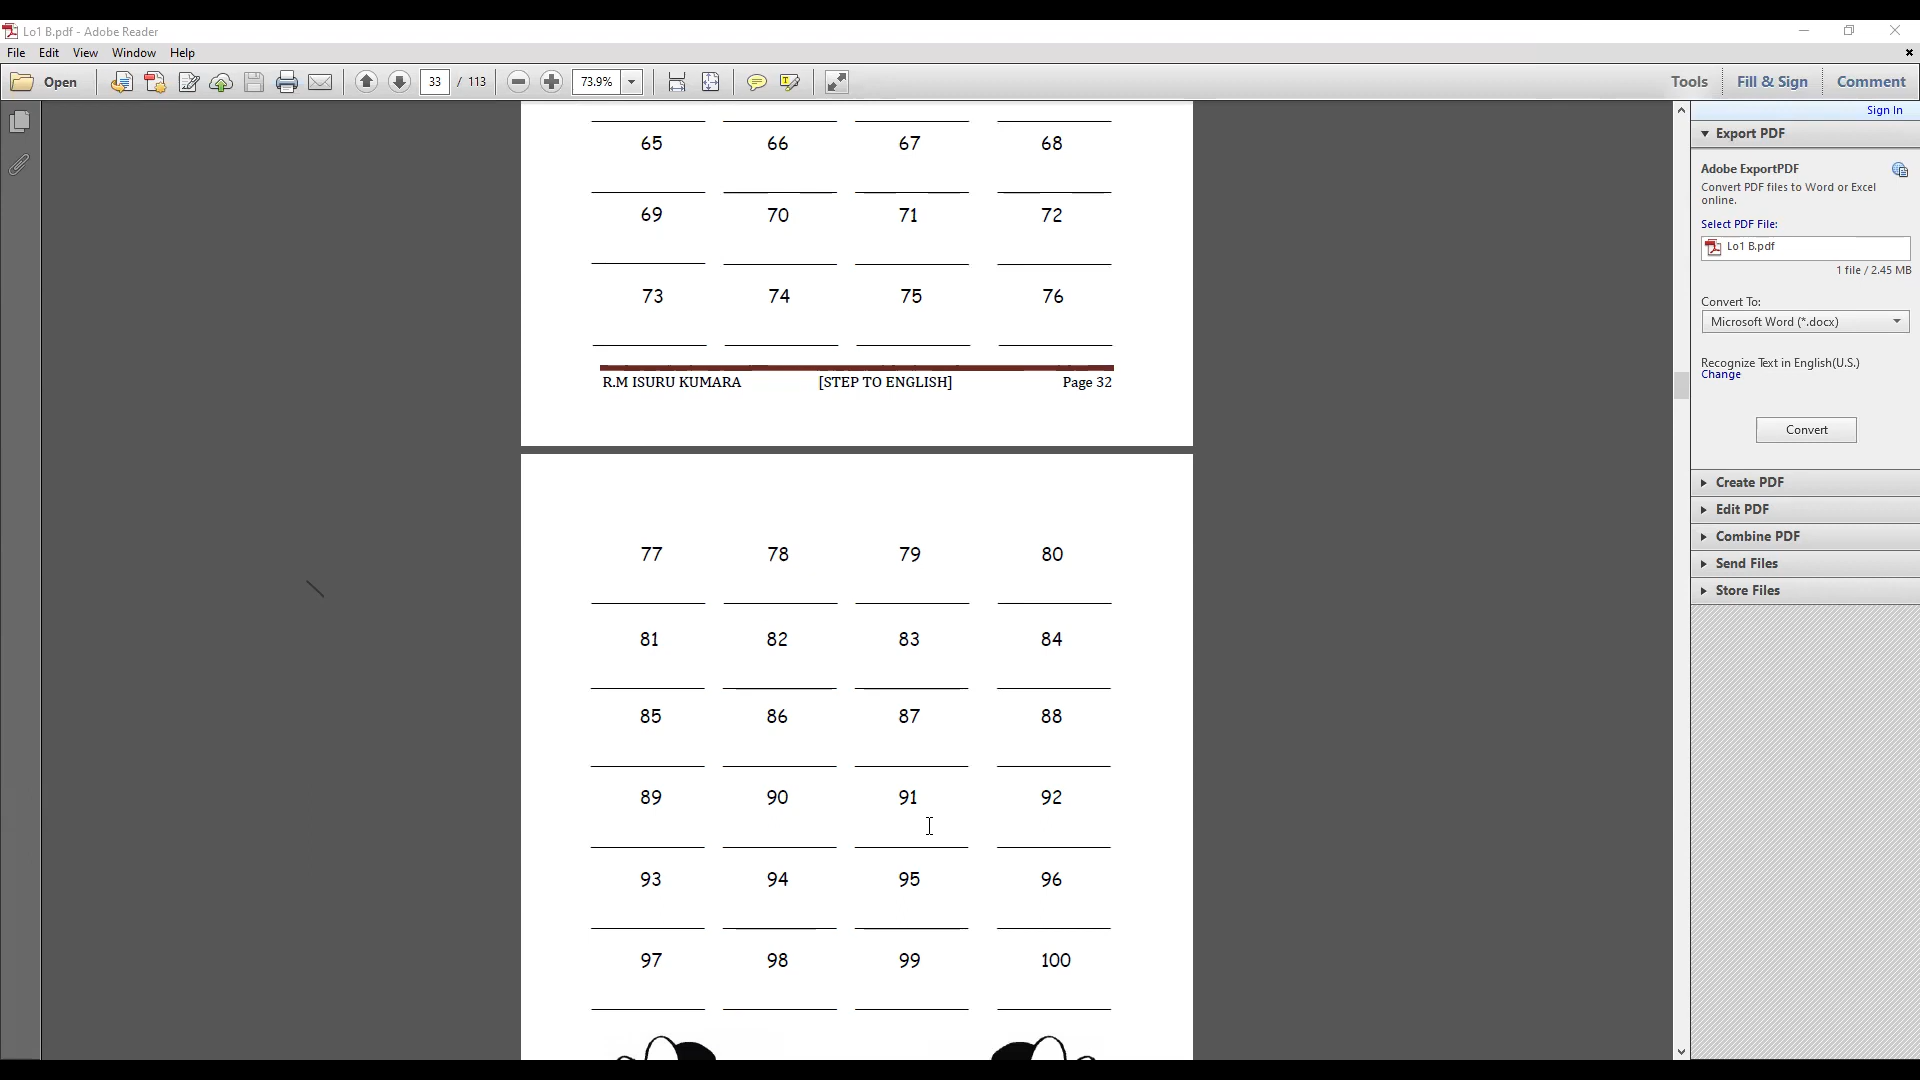 Lo1 B.pdf - Adobe Reader
File Edit View Window Help
Open 33 / 113 73.9% Tools Fill & Sign Comment
Sign In
65 66 67 68
69 70 71 72
73 74 75 76
R.M ISURU KUMARA [STEP TO ENGLISH] Page 32
77 78 79 80
81 82 83 84
85 86 87 88
89 90 91 92
93 94 95 96
97 98 99 100
Export PDF
Adobe ExportPDF
Convert PDF files to Word or Excel
online.
Select PDF File:
Lo1 B.pdf
1 file / 2.45 MB
Convert To:
Microsoft Word (*.docx)
Recognize Text in English(U.S.)
Change
Convert
Create PDF
Edit PDF
Combine PDF
Send Files
Store Files